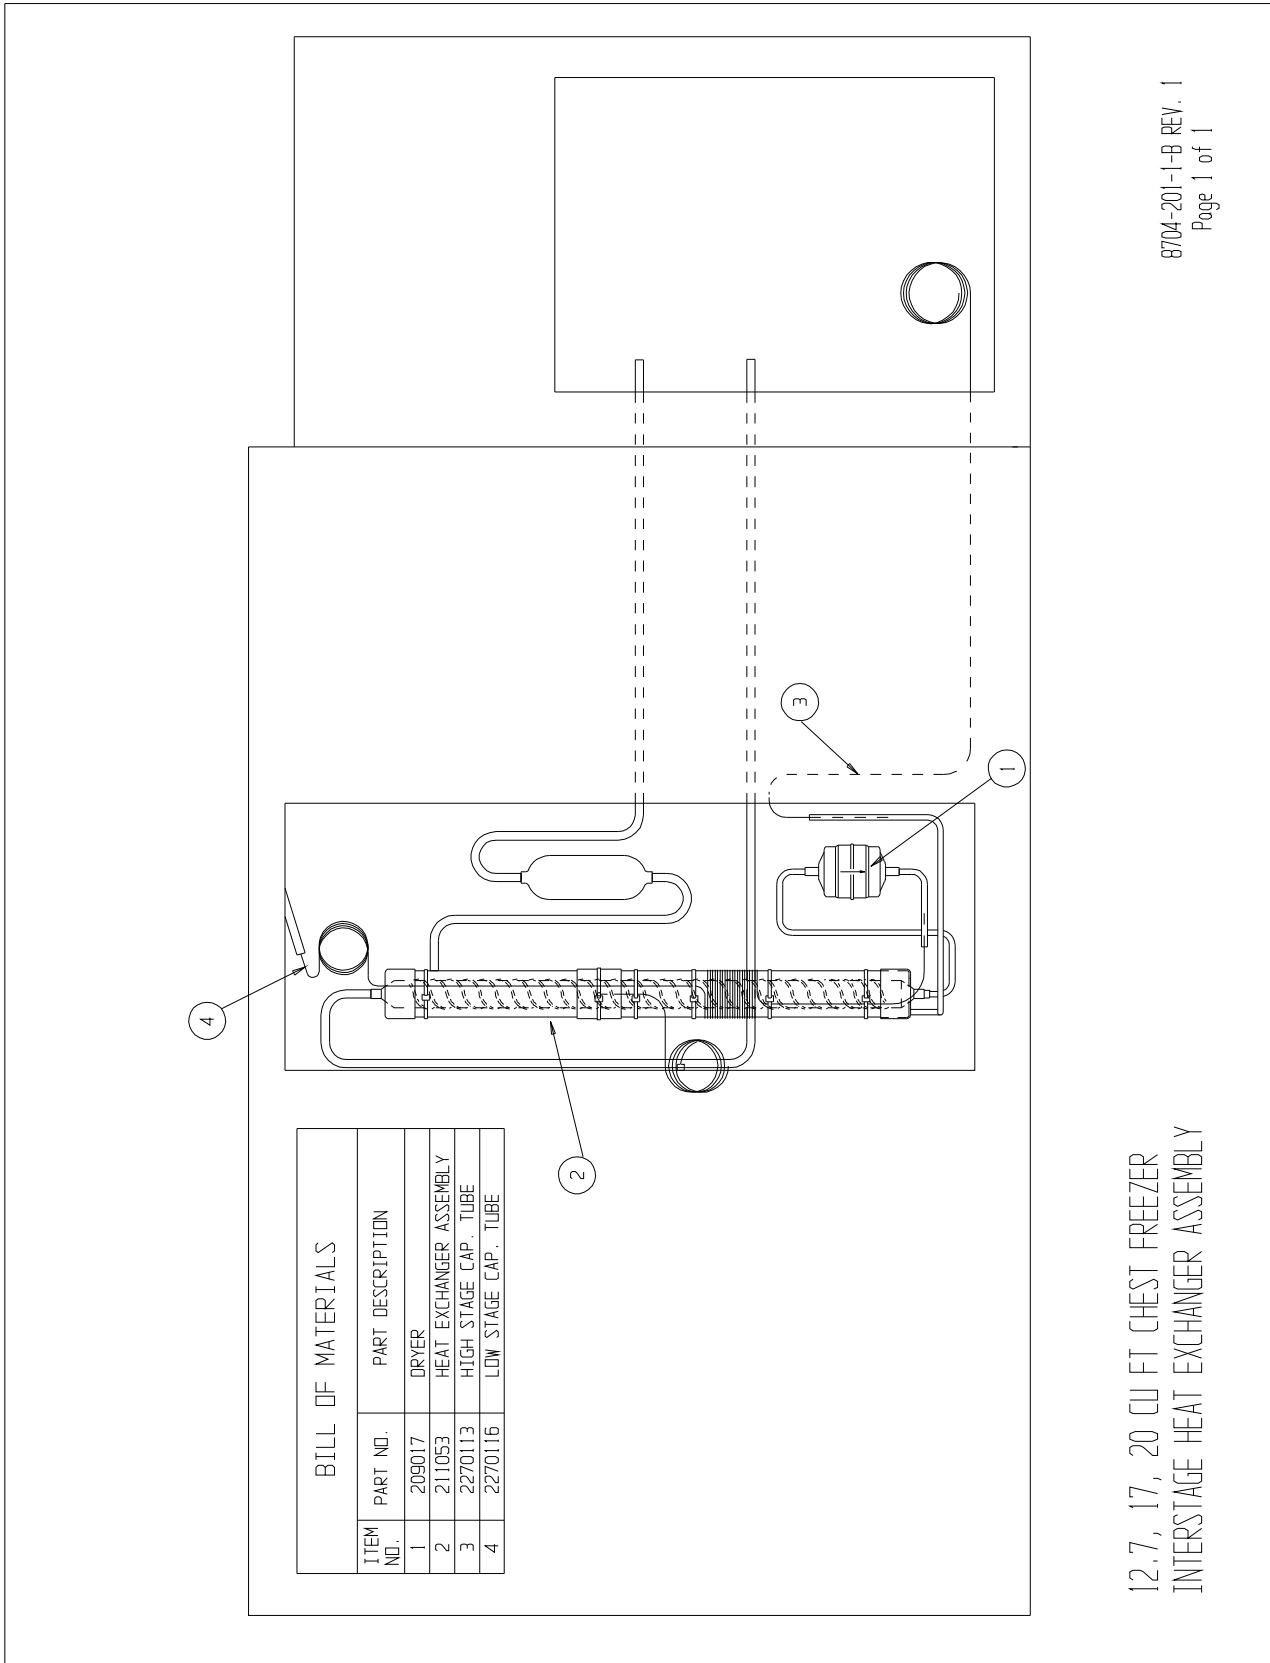 8704-201-1-B REV. 1
Page 1 of 1
3
1
4
2
BILL OF MATERIALS
ITEM NO. PART NO. PART DESCRIPTION
1 209017 DRYER
2 211053 HEAT EXCHANGER ASSEMBLY
3 2270113 HIGH STAGE CAP. TUBE
4 2270116 LOW STAGE CAP. TUBE
12.7, 17, 20 CU FT CHEST FREEZER
INTERSTAGE HEAT EXCHANGER ASSEMBLY